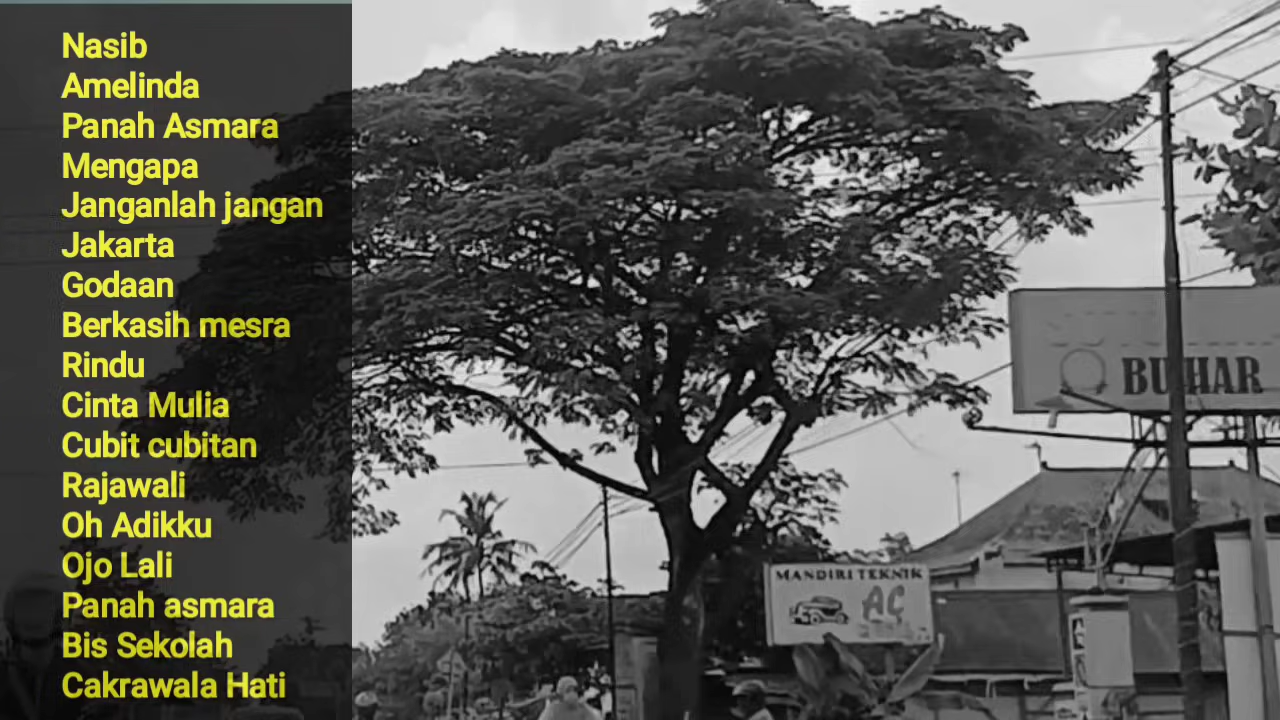 Nasib
Amelinda
Panah Asmara
Mengapa
Janganlah jangan
Jakarta
Godaan
Berkasih mesra
Rindu
Cinta Mulia
Cubit cubitan
Rajawali
Oh Adikku
Ojo Lali
Panah asmara
Bis Sekolah
Cakrawala Hati
MANDIRI TEKNIK
AC